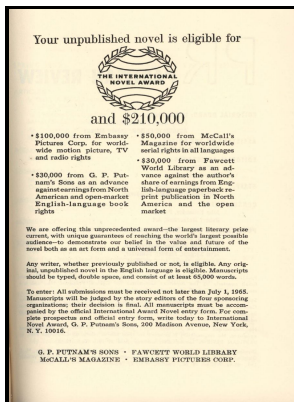 Your unpublished novel is eligible for
THE INTERNATIONAL
NOVEL AWARD
and $210,000
• $100,000 from Embassy
Pictures Corp. for world-
wide motion picture, TV
and radio rights
• $30,000 from G. P. Put-
nam's Sons as an advance
against earnings from North
American and open-market
English-language book
rights
• $50,000 from McCall's
Magazine for worldwide
serial rights in all languages
• $30,000 from Fawcett
World Library as an ad-
vance against the author's
share of earnings from Eng-
lish-language paperback re-
print publication in North
America and the open
market
We are offering this unprecedented award—the largest literary prize
current, with unique guarantees of reaching the world's largest possible
audience—to demonstrate our belief in the value and future of the
novel both as an art form and a universal form of entertainment.
Any writer, whether previously published or not, is eligible. Any orig-
inal, unpublished novel in the English language is eligible. Manuscripts
should be typed, double space, and consist of at least 65,000 words.
To enter: All submissions must be received not later than July 1, 1965.
Manuscripts will be judged by the story editors of the four sponsoring
organizations; their decision is final. All manuscripts must be accom-
panied by the official International Award Novel entry form. For com-
plete prospectus and official entry form, write today to International
Novel Award, G. P. Putnam's Sons, 200 Madison Avenue, New York,
N. Y. 10016.
G. P. PUTNAM'S SONS • FAWCETT WORLD LIBRARY
McCALL'S MAGAZINE • EMBASSY PICTURES CORP.